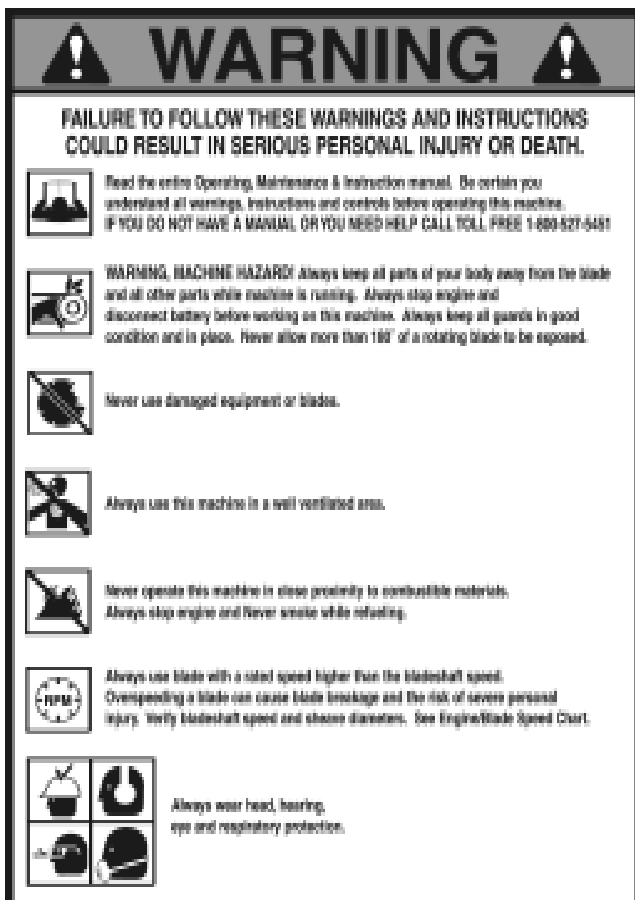 WARNING
FAILURE TO FOLLOW THESE WARNINGS AND INSTRUCTIONS
COULD RESULT IN SERIOUS PERSONAL INJURY OR DEATH.
Read the entire Operating, Maintenance & Instruction manual. Be certain you
understand all warnings, instructions and controls before operating this machine.
IF YOU DO NOT HAVE A MANUAL OR YOU NEED HELP CALL TOLL FREE
WARNING, MACHINE HAZARD! Always keep all parts of your body away from the blade
and all other parts while machine is running. Always stop engine and
disconnect battery before working on this machine. Always keep all guards in good
condition and in place. Never allow more than 180° of a rotating blade to be exposed.
Never use damaged equipment or blades.
Always use this machine in a well ventilated area.
Never operate this machine in close proximity to combustible materials.
Always stop engine and Never smoke while refueling.
RPM
Always use blade with a rated speed higher than the bladeshaft speed.
Overspeeding a blade can cause blade breakage and the risk of severe personal
injury. Verify bladeshaft speed and sheave diameters. See Engine/Blade Speed Chart.
Always wear head, hearing,
eye and respiratory protection.